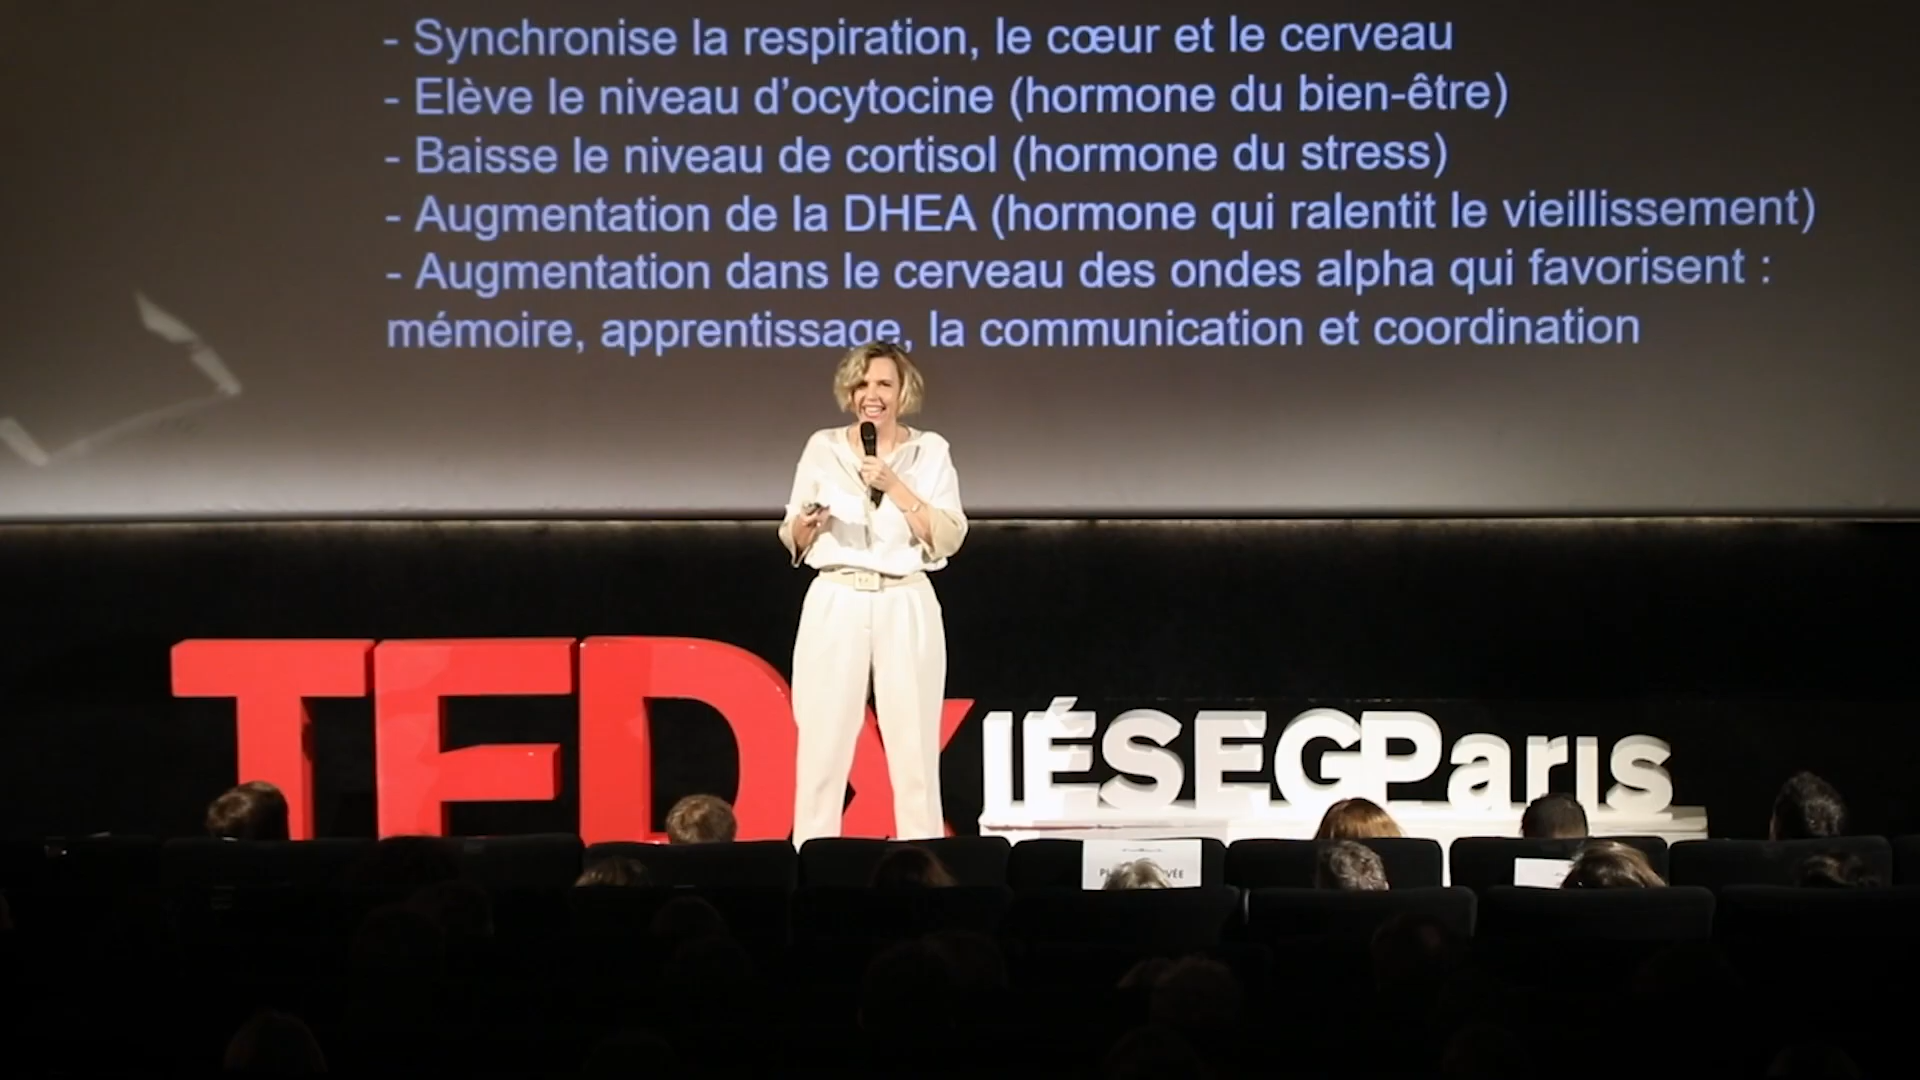 - Synchronise la respiration, le cœur et le cerveau
- Elève le niveau d’ocytocine (hormone du bien-être)
- Baisse le niveau de cortisol (hormone du stress)
- Augmentation de la DHEA (hormone qui ralentit le vieillissement)
- Augmentation dans le cerveau des ondes alpha qui favorisent :
mémoire, apprentissage, la communication et coordination
TEDx IÉSEGParis